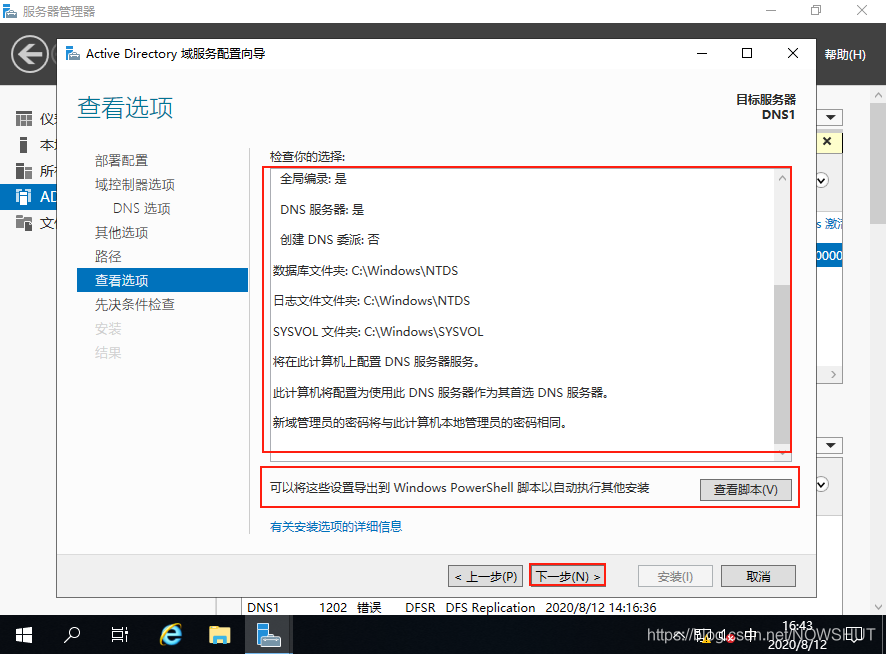 服务器管理器
Active Directory 域服务配置向导
帮助(H)
查看选项
目标服务器
DNS1
仪
本
所
AD
文
部署配置
域控制器选项
DNS 选项
其他选项
路径
查看选项
先决条件检查
安装
结果
检查你的选择:
全局编录: 是
DNS 服务器: 是
创建 DNS 委派: 否
数据库文件夹: C:\Windows\NTDS
日志文件文件夹: C:\Windows\NTDS
SYSVOL 文件夹: C:\Windows\SYSVOL
将在此计算机上配置 DNS 服务器服务。
此计算机将配置为使用此 DNS 服务器作为其首选 DNS 服务器。
新域管理员的密码将与此计算机本地管理员的密码相同。
s 激活
0000
可以将这些设置导出到 Windows PowerShell 脚本以自动执行其他安装
查看脚本(V)
有关安装选项的详细信息
< 上一步(P)
下一步(N) >
安装(I)
取消
DNS1 1202 错误 DFSR DFS Replication 2020/8/12 14:16:36
https://blog.csdn.net/NOWSHUT
中
16:43
2020/8/12